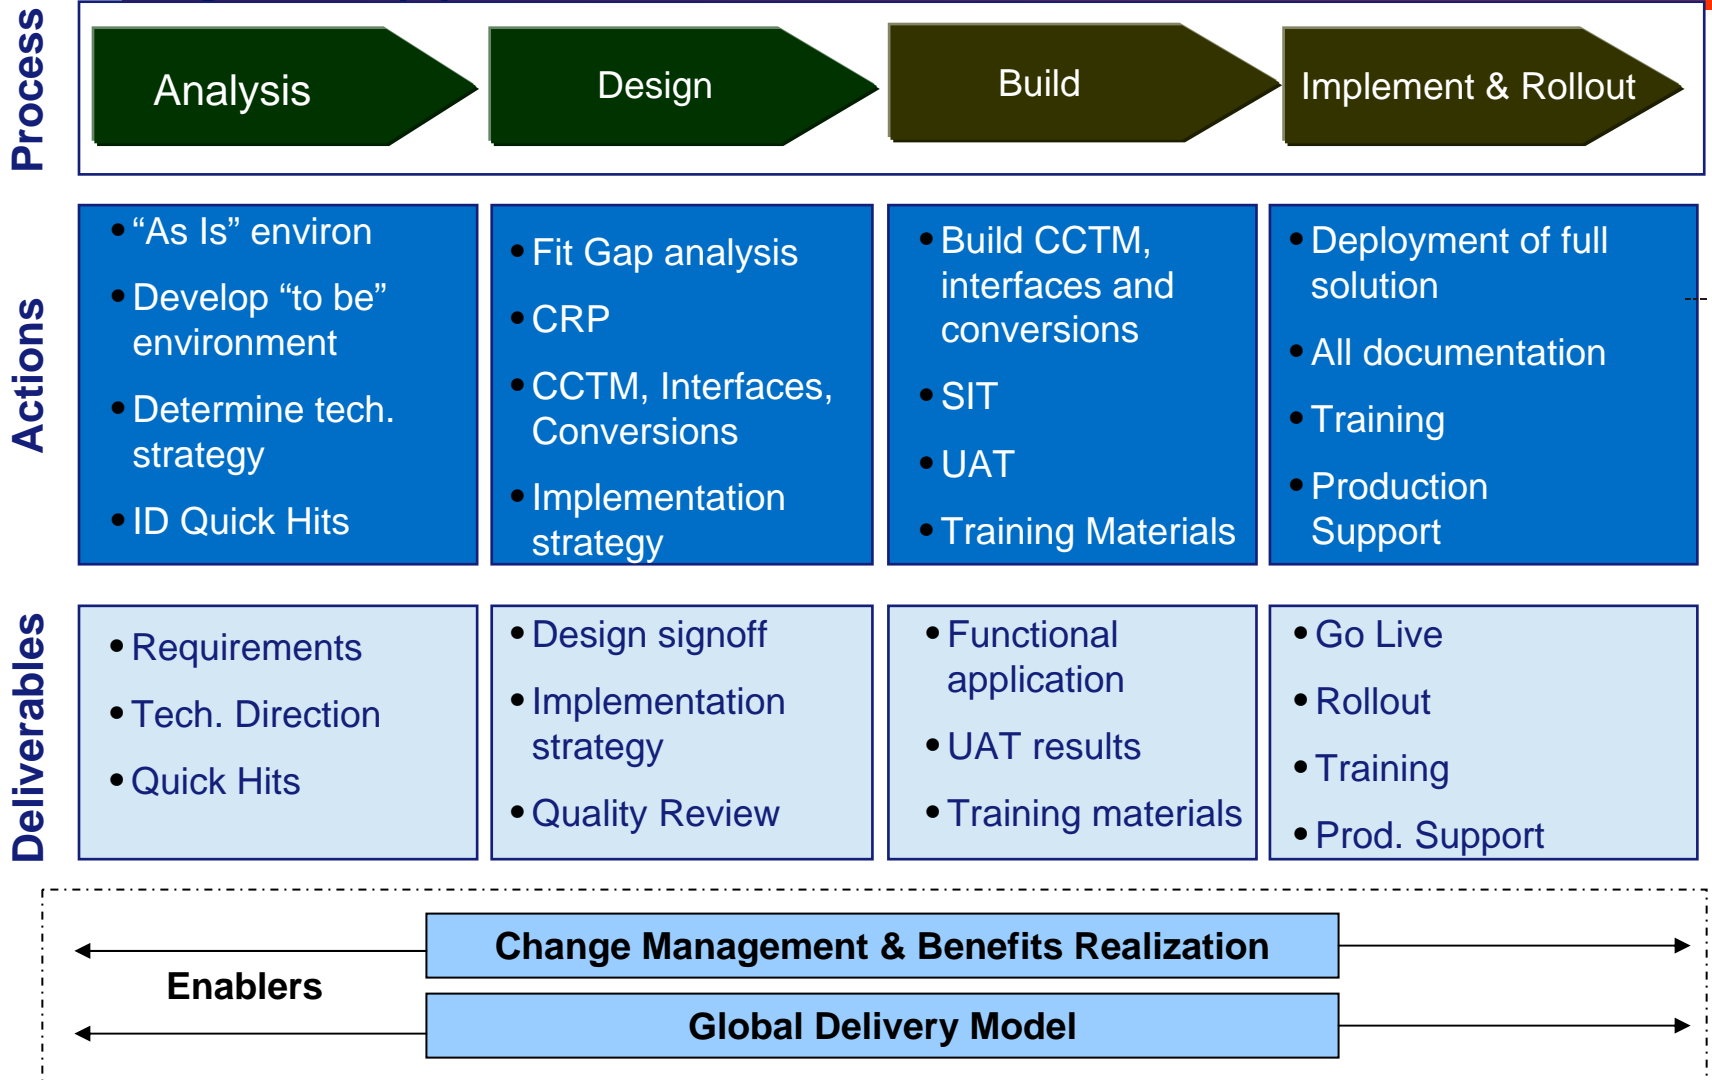 Process
Analysis
Design
Build
Implement & Rollout
Actions
• “As Is” environ
• Develop “to be”
environment
• Determine tech.
strategy
• ID Quick Hits
• Fit Gap analysis
• CRP
• CCTM, Interfaces,
Conversions
• Implementation
strategy
• Build CCTM,
interfaces and
conversions
• SIT
• UAT
• Training Materials
• Deployment of full
solution
• All documentation
• Training
• Production
Support
Deliverables
• Requirements
• Tech. Direction
• Quick Hits
• Design signoff
• Implementation
strategy
• Quality Review
• Functional
application
• UAT results
• Training materials
• Go Live
• Rollout
• Training
• Prod. Support
Change Management & Benefits Realization
Enablers
Global Delivery Model